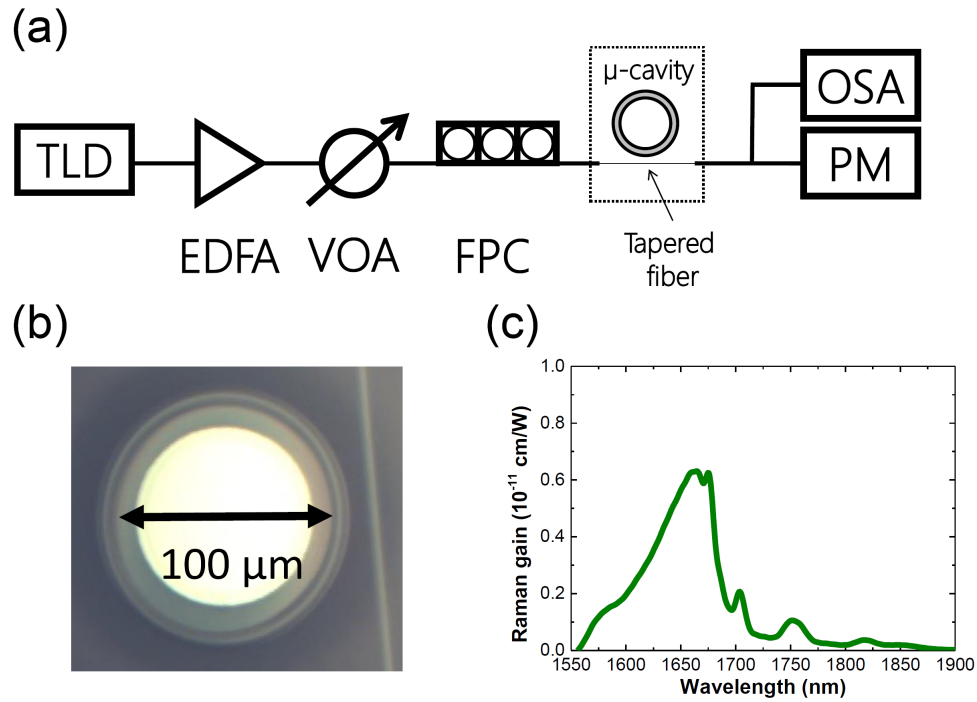 (a)
μ-cavity
OSA
TLD
PM
EDFA VOA FPC
Tapered
fiber
(b)
(c)
100 μm
Raman gain (10⁻¹¹ cm/W)
1.0
0.8
0.6
0.4
0.2
0.0
1550 1600 1650 1700 1750 1800 1850 1900
Wavelength (nm)